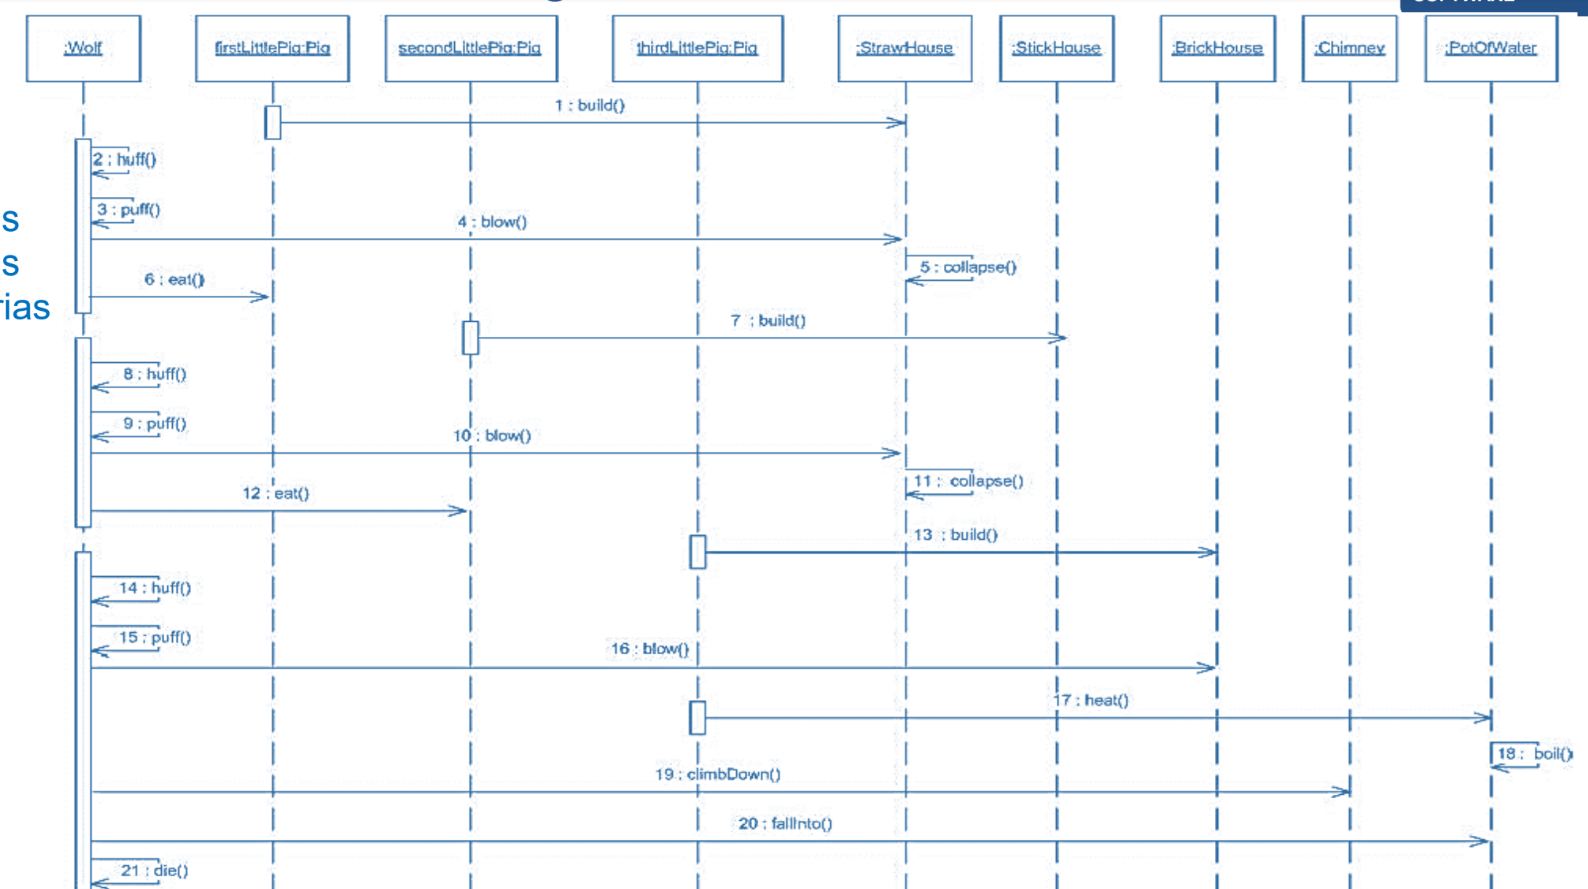 :Wolf
firstLittlePig:Pig
secondLittlePig:Pig
thirdLittlePig:Pig
:StrawHouse
:StickHouse
:BrickHouse
:Chimney
:PotOfWater
1 : build()
2 : huff()
3 : puff()
s
4 : blow()
s
5 : collapse()
6 : eat()
rias
7 : build()
8 : huff()
9 : puff()
10 : blow()
11 : collapse()
12 : eat()
13 : build()
14 : huff()
15 : puff()
16 : blow()
17 : heat()
18 : boil()
19 : climbDown()
20 : fallInto()
21 : die()